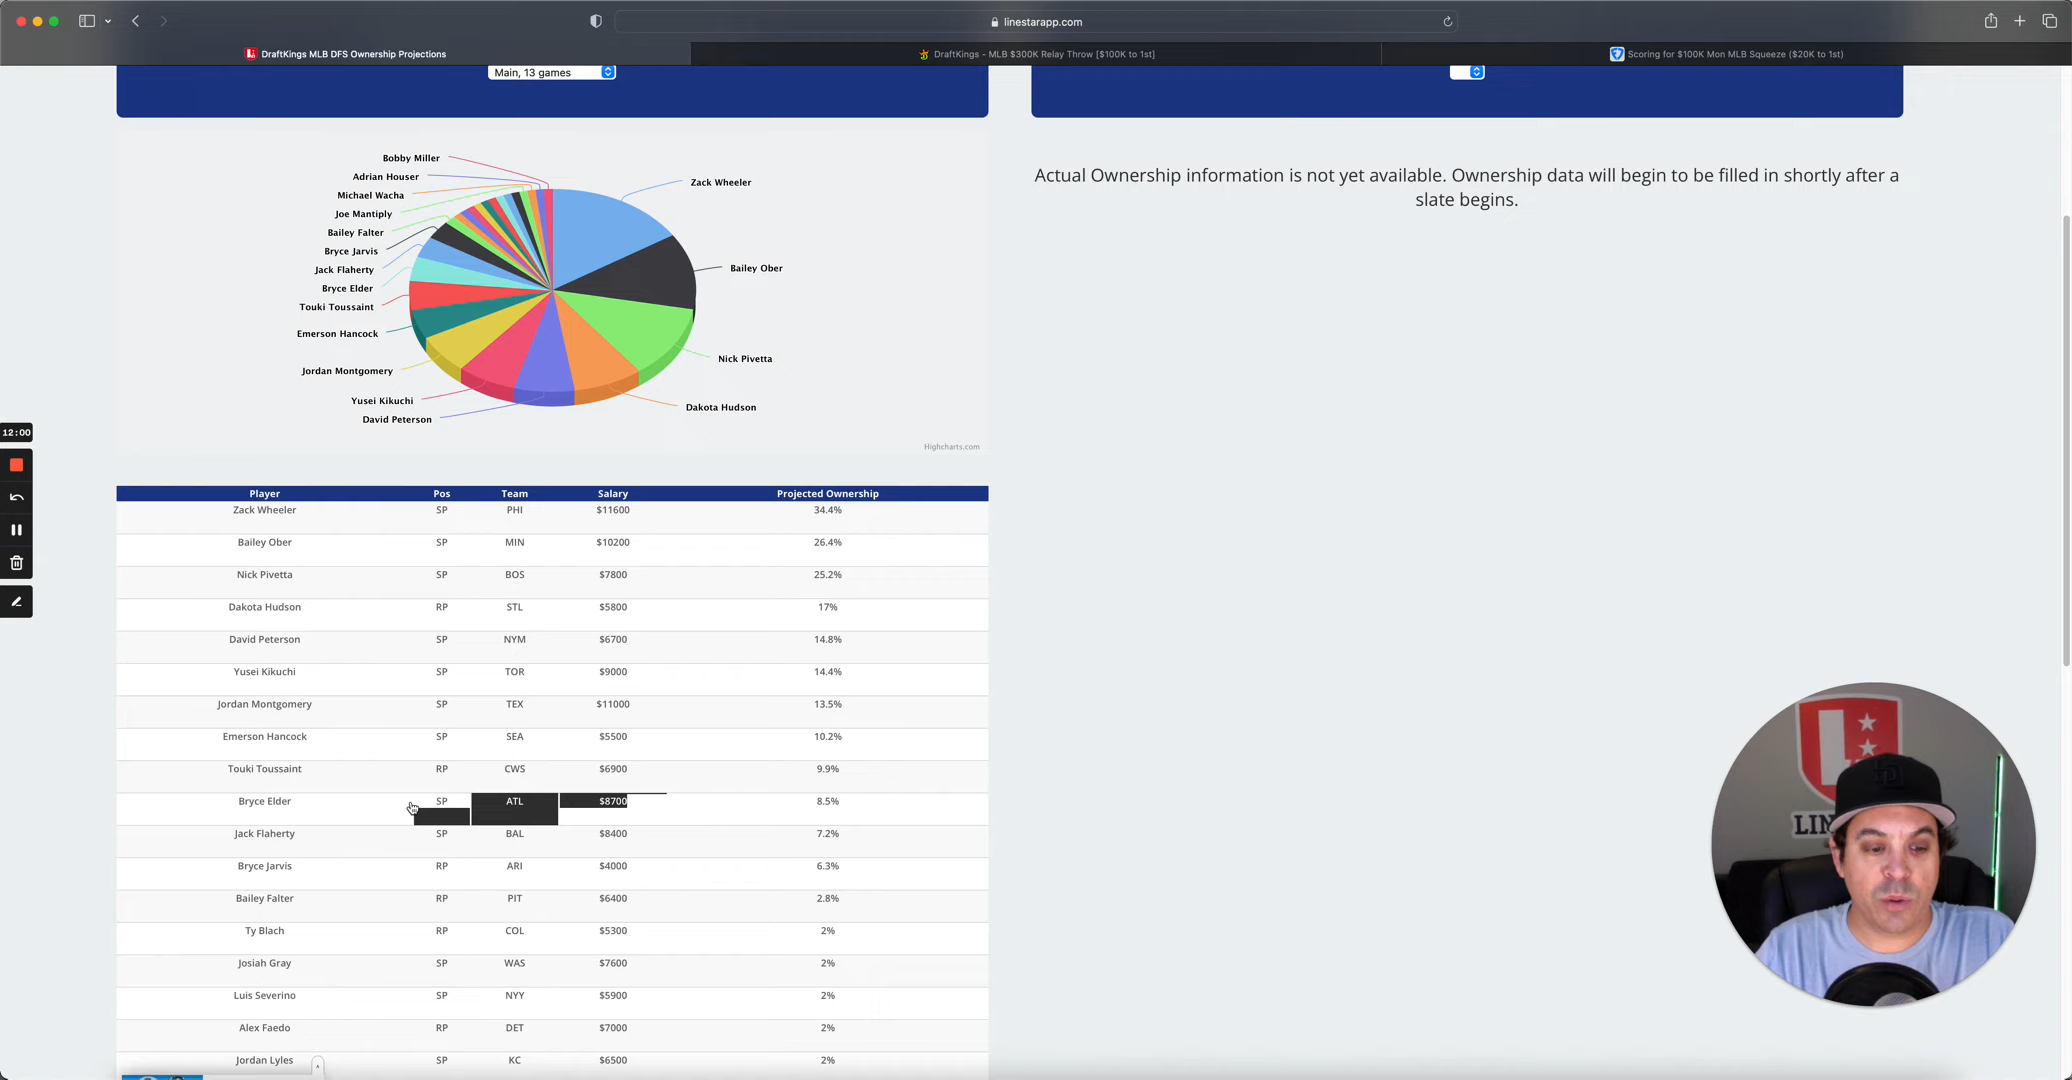 linestarapp.com
DraftKings MLB DFS Ownership Projections
DraftKings - MLB $300K Relay Throw [$100K to 1st]
Scoring for $100K Mon MLB Squeeze ($20K to 1st)
Main, 13 games
Bobby Miller
Adrian Houser
Michael Wacha
Joe Mantiply
Bailey Falter
Bryce Jarvis
Jack Flaherty
Bryce Elder
Touki Toussaint
Emerson Hancock
Jordan Montgomery
Yusei Kikuchi
David Peterson
Zack Wheeler
Bailey Ober
Nick Pivetta
Dakota Hudson
Highcharts.com
Actual Ownership information is not yet available. Ownership data will begin to be filled in shortly after a
slate begins.
12:00
Player Pos Team Salary Projected Ownership
Zack Wheeler SP PHI $11600 34.4%
Bailey Ober SP MIN $10200 26.4%
Nick Pivetta SP BOS $7800 25.2%
Dakota Hudson RP STL $5800 17%
David Peterson SP NYM $6700 14.8%
Yusei Kikuchi SP TOR $9000 14.4%
Jordan Montgomery SP TEX $11000 13.5%
Emerson Hancock SP SEA $5500 10.2%
Touki Toussaint RP CWS $6900 9.9%
Bryce Elder SP ATL $8700 8.5%
Jack Flaherty SP BAL $8400 7.2%
Bryce Jarvis RP ARI $4000 6.3%
Bailey Falter RP PIT $6400 2.8%
Ty Blach RP COL $5300 2%
Josiah Gray SP WAS $7600 2%
Luis Severino SP NYY $5900 2%
Alex Faedo RP DET $7000 2%
Jordan Lyles SP KC $6500 2%